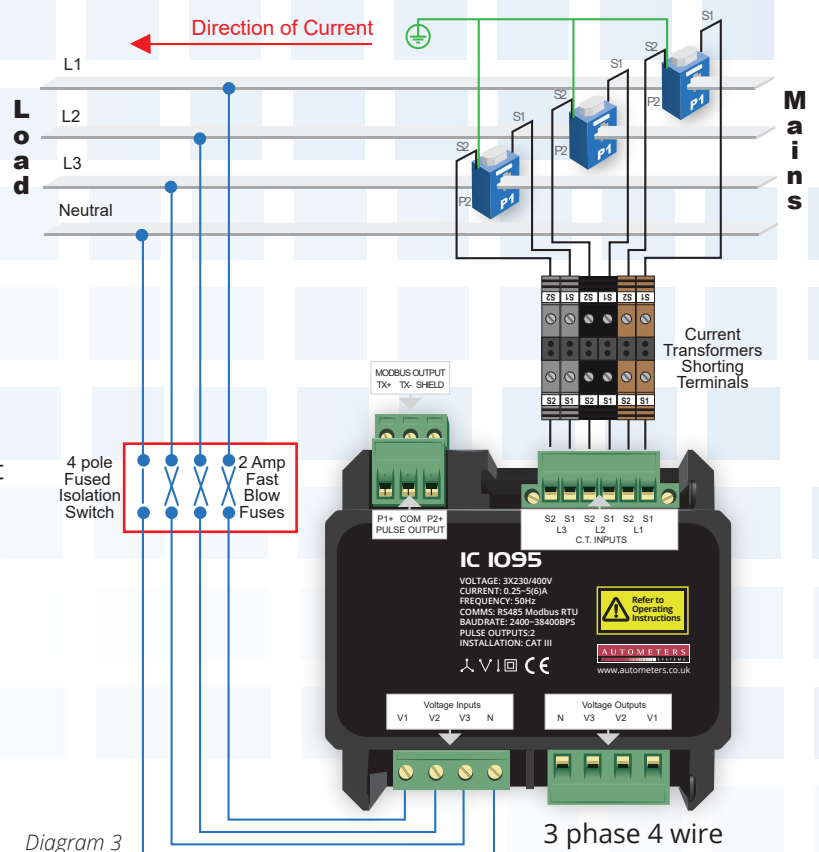 Direction of Current
S1
S2
P2
P1
S1
S2
P2
P1
S1
S2
P2
P1
L1
L2
L3
Neutral
Load
Mains
S2 S1 S2 S1 S2 S1
Current
Transformers
Shorting
Terminals
S2 S1 S2 S1 S2 S1
MODBUS OUTPUT
TX+ TX- SHIELD
4 pole
Fused
Isolation
Switch
2 Amp
Fast
Blow
Fuses
P1+ COM P2+
PULSE OUTPUT
S2 S1 S2 S1 S2 S1
L3 L2 L1
C.T. INPUTS
IC IO95
VOLTAGE: 3X230/400V
CURRENT: 0.25~5(6)A
FREQUENCY: 50Hz
COMMS: RS485 Modbus RTU
BAUDRATE: 2400~38400BPS
PULSE OUTPUTS:2
INSTALLATION: CAT III
CE
Refer to
Operating
Instructions
AUTOMETERS
SYSTEMS
www.autometers.co.uk
Voltage Inputs
V1 V2 V3 N
Voltage Outputs
N V3 V2 V1
Diagram 3
3 phase 4 wire